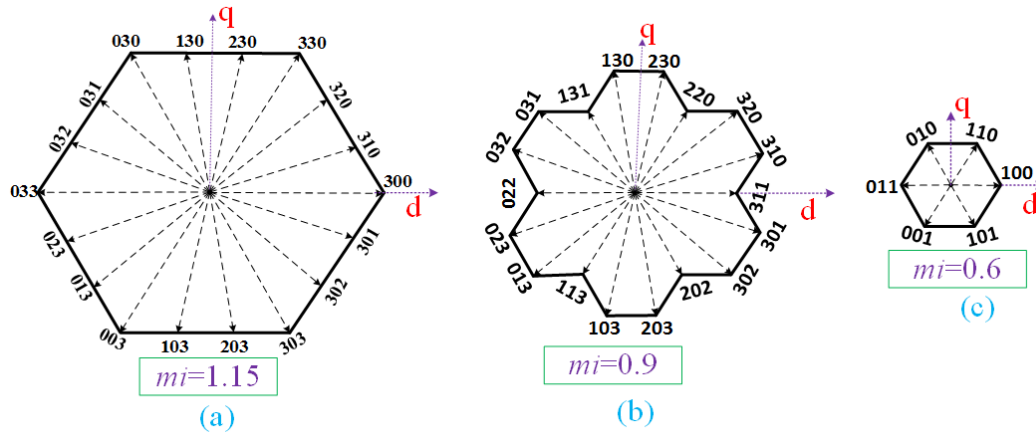 q
030 130 230 330
031 320
032 310
033 300
d
023 301
013 302
003 103 203 303
mi=1.15
(a)
q
130 230
031 131 220 320
032 310
022 311
d
023 301
013 113 202 302
103 203
mi=0.9
(b)
q
010 110
011 100
d
001 101
mi=0.6
(c)